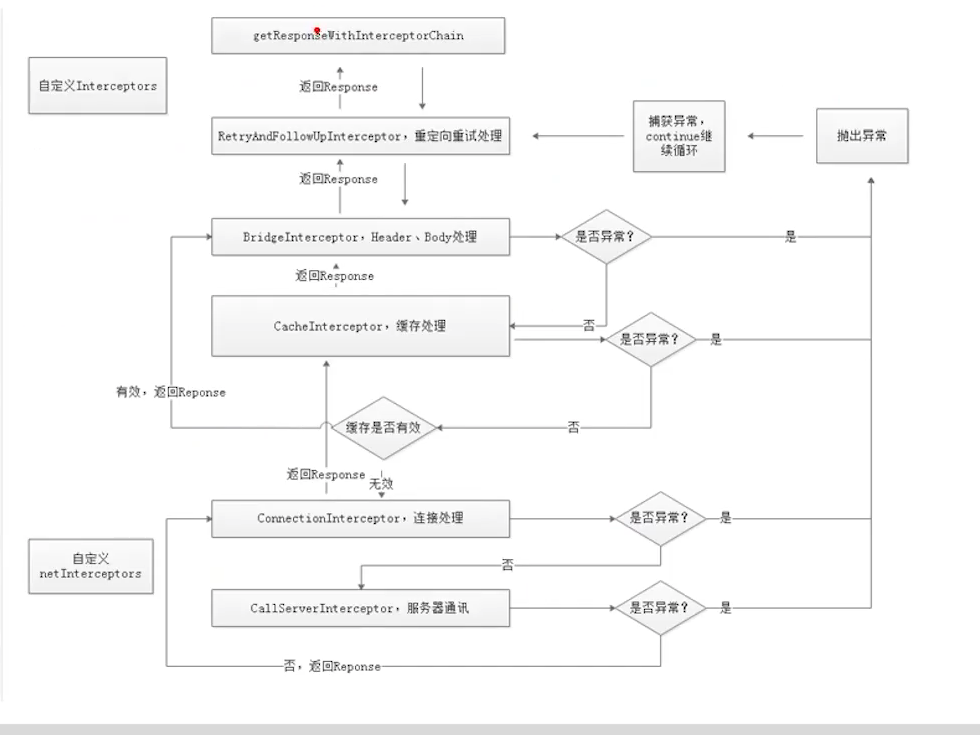 getResponseWithInterceptorChain
自定义Interceptors
返回Response
RetryAndFollowUpInterceptor，重定向重试处理
捕获异常，
continue继
续循环
抛出异常
返回Response
BridgeInterceptor，Header、Body处理
是否异常？
是
返回Response
CacheInterceptor，缓存处理
否
是否异常？
是
有效，返回Reponse
缓存是否有效
否
返回Response
无效
ConnectionInterceptor，连接处理
是否异常？
是
自定义
netInterceptors
否
CallServerInterceptor，服务器通讯
是否异常？
是
否，返回Reponse